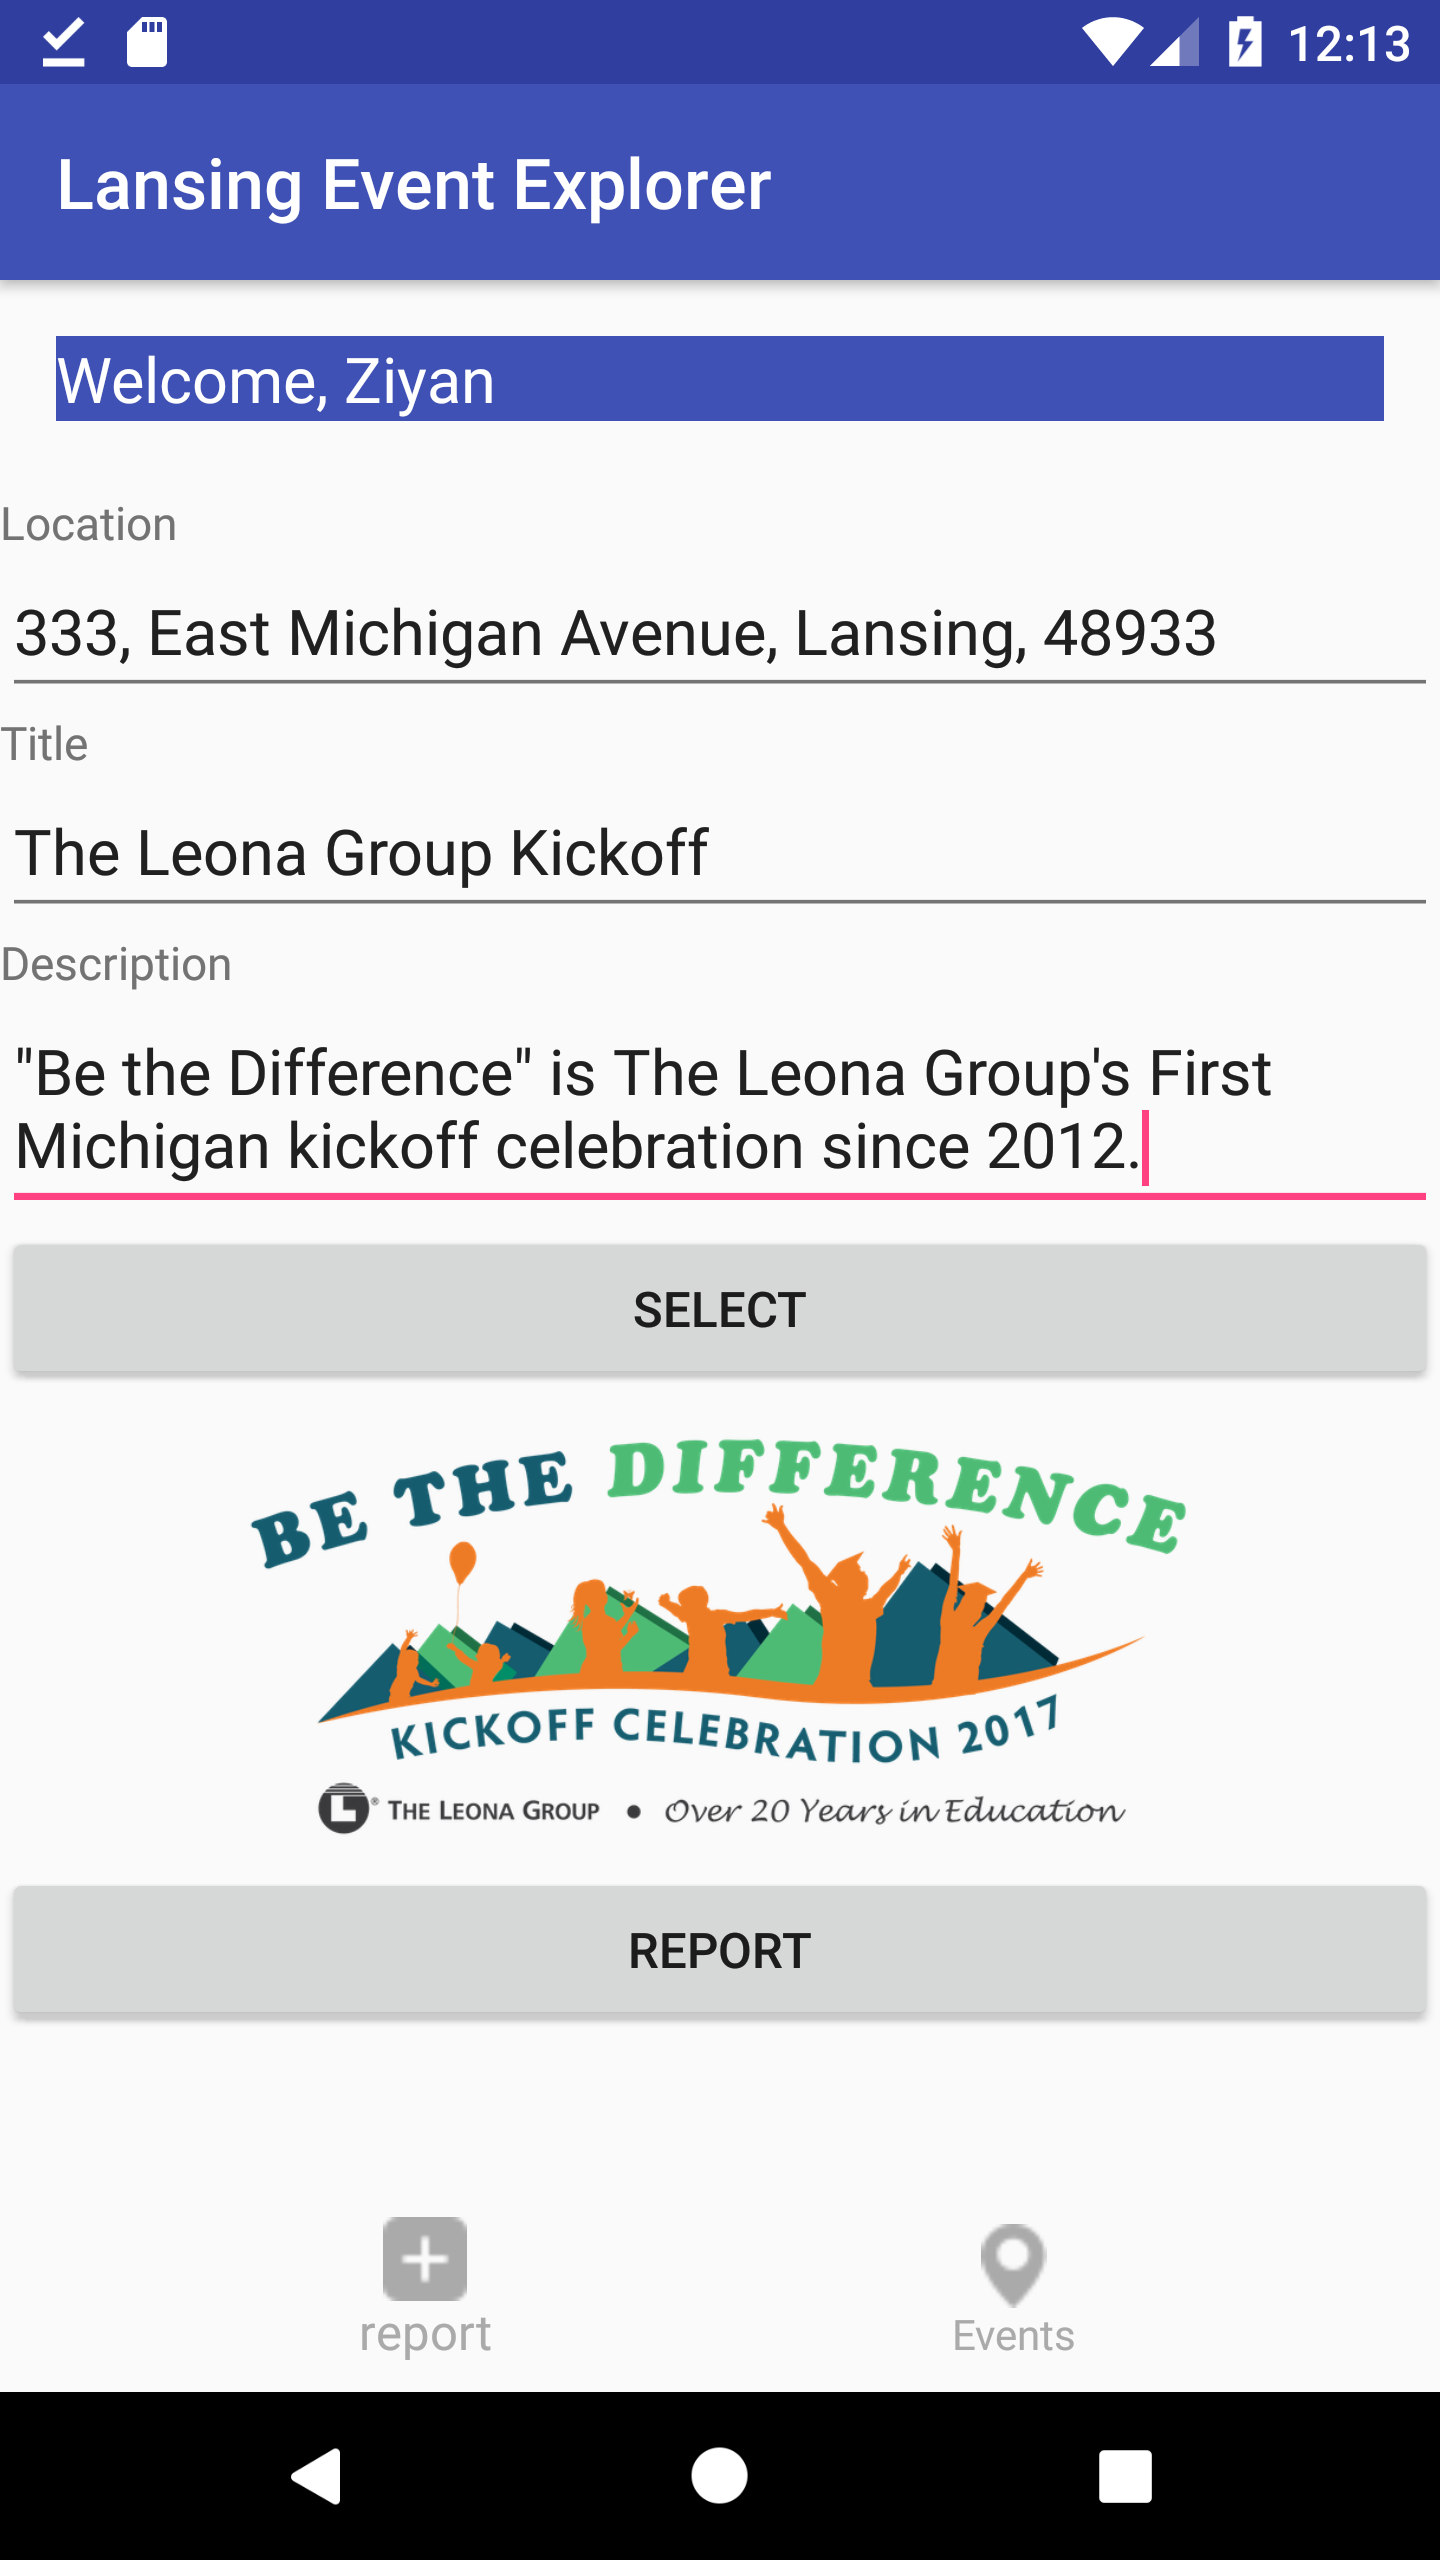 12:13
Lansing Event Explorer
Welcome, Ziyan
Location
333, East Michigan Avenue, Lansing, 48933
Title
The Leona Group Kickoff
Description
"Be the Difference" is The Leona Group's First
Michigan kickoff celebration since 2012.
SELECT
BE THE DIFFERENCE
KICKOFF CELEBRATION 2017
L® THE LEONA GROUP • Over 20 Years in Education
REPORT
report
Events